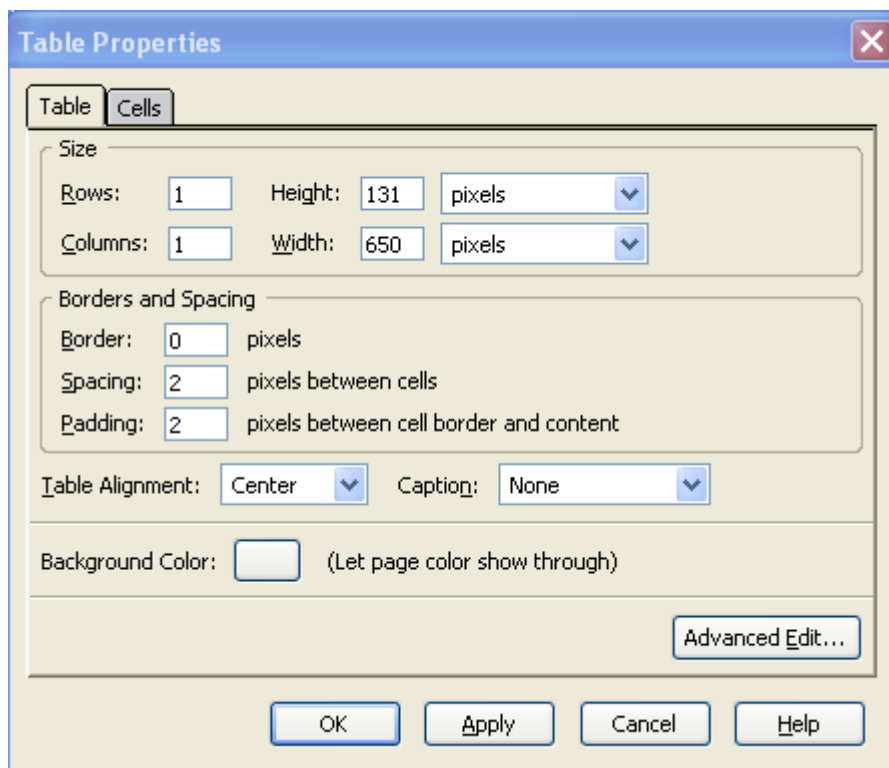 Table Properties
Table Cells
Size
Rows: 1 Height: 131 pixels
Columns: 1 Width: 650 pixels
Borders and Spacing
Border: 0 pixels
Spacing: 2 pixels between cells
Padding: 2 pixels between cell border and content
Table Alignment: Center Caption: None
Background Color: (Let page color show through)
Advanced Edit...
OK Apply Cancel Help